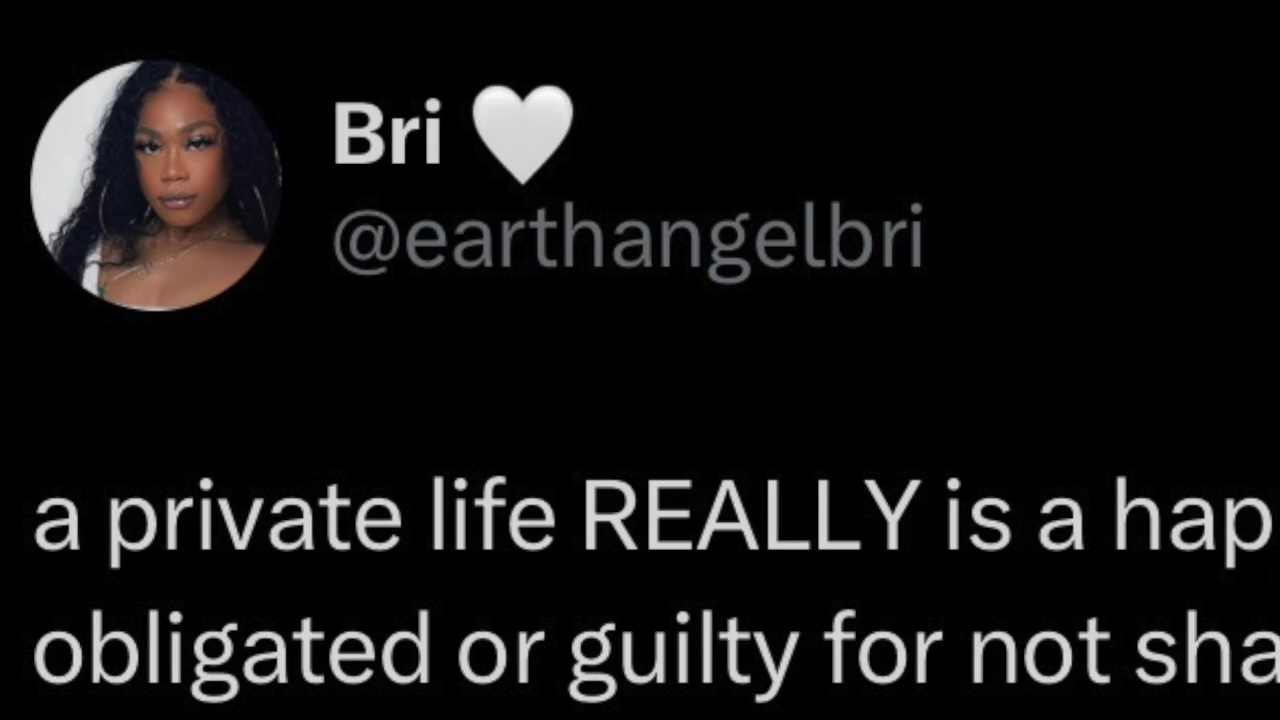 Bri 🤍
@earthangelbri
a private life REALLY is a hap
obligated or guilty for not sha